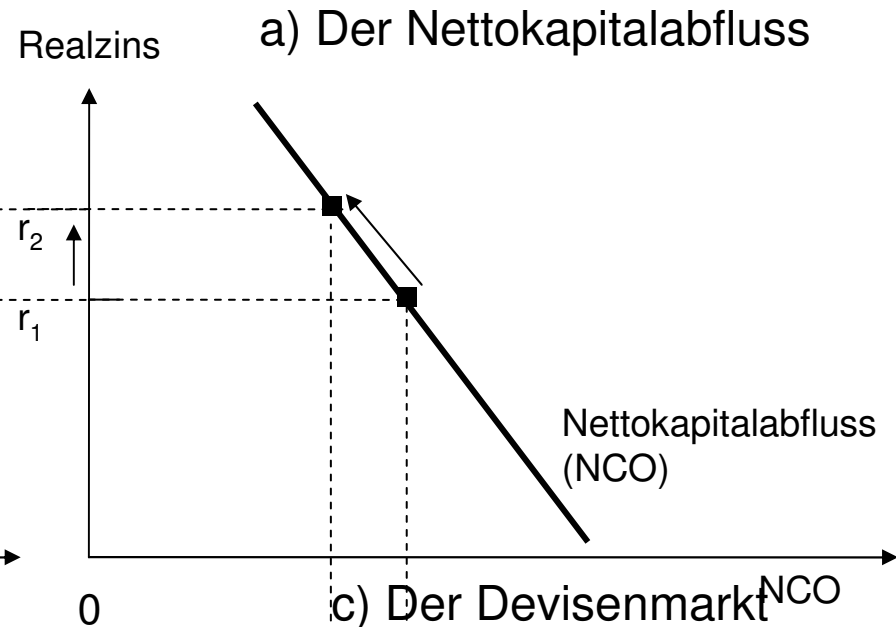 a) Der Nettokapitalabfluss
Realzins
r2
r1
Nettokapitalabfluss
(NCO)
0
c) Der Devisenmarkt
NCO